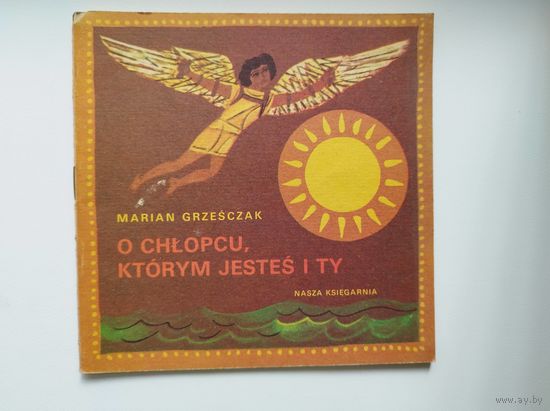 MARIAN GRZEŚCZAK
O CHŁOPCU,
KTÓRYM JESTEŚ I TY
NASZA KSIĘGARNIA
www.ay.by